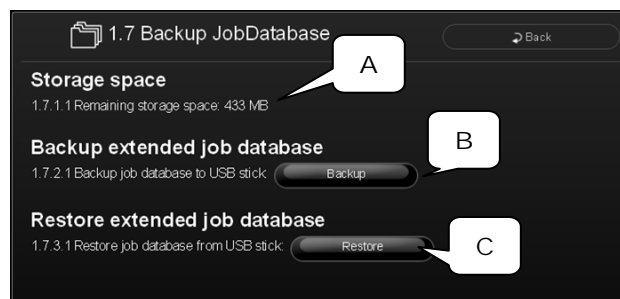 1.7 Backup JobDatabase
Back
A
Storage space
1.7.1.1 Remaining storage space: 433 MB
B
Backup extended job database
1.7.2.1 Backup job database to USB stick: Backup
Restore extended job database
1.7.3.1 Restore job database from USB stick: Restore
C